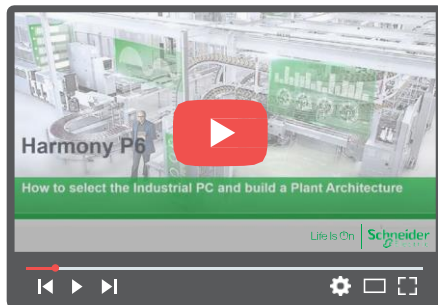 Harmony P6
How to select the Industrial PC and build a Plant Architecture
Life Is On
Schneider